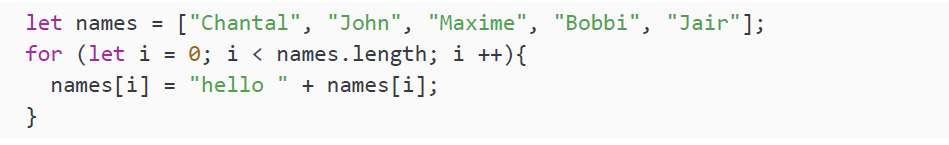 let names = ["Chantal", "John", "Maxime", "Bobbi", "Jair"];
for (let i = 0; i < names.length; i ++){
  names[i] = "hello " + names[i];
}